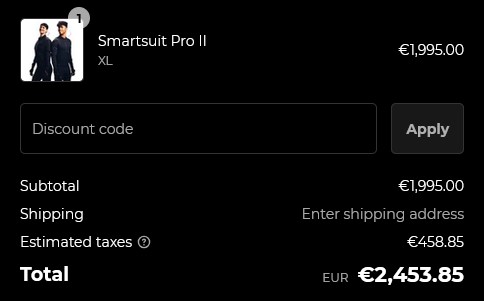 1
Smartsuit Pro II
XL
€1,995.00
Discount code
Apply
Subtotal €1,995.00
Shipping Enter shipping address
Estimated taxes ? €458.85
Total EUR €2,453.85